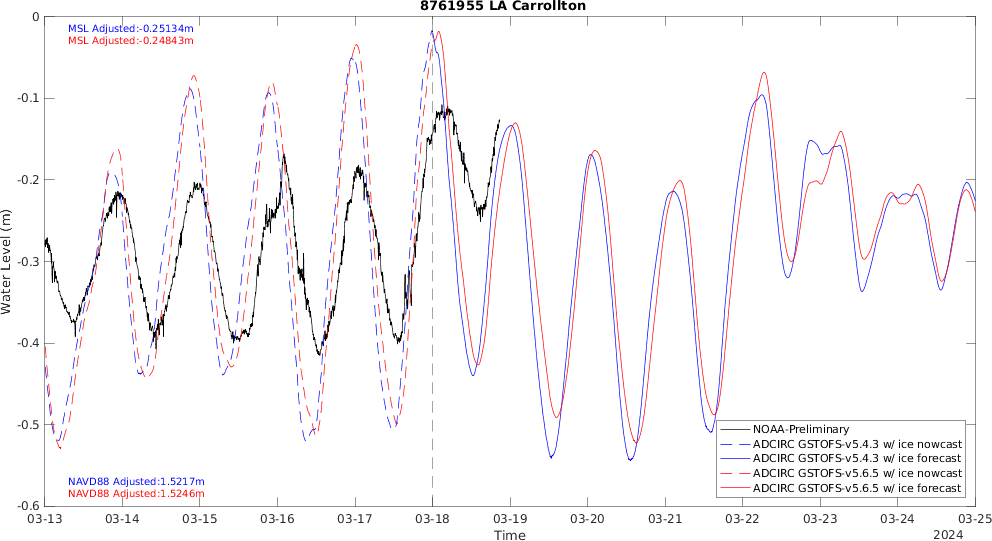 8761955 LA Carrollton
MSL Adjusted:-0.25134m
MSL Adjusted:-0.24843m
0
-0.1
-0.2
-0.3
-0.4
-0.5
-0.6
Water Level (m)
NOAA-Preliminary
ADCIRC GSTOFS-v5.4.3 w/ ice nowcast
ADCIRC GSTOFS-v5.4.3 w/ ice forecast
ADCIRC GSTOFS-v5.6.5 w/ ice nowcast
ADCIRC GSTOFS-v5.6.5 w/ ice forecast
NAVD88 Adjusted:1.5217m
NAVD88 Adjusted:1.5246m
03-13 03-14 03-15 03-16 03-17 03-18 03-19 03-20 03-21 03-22 03-23 03-24 03-25
Time
2024